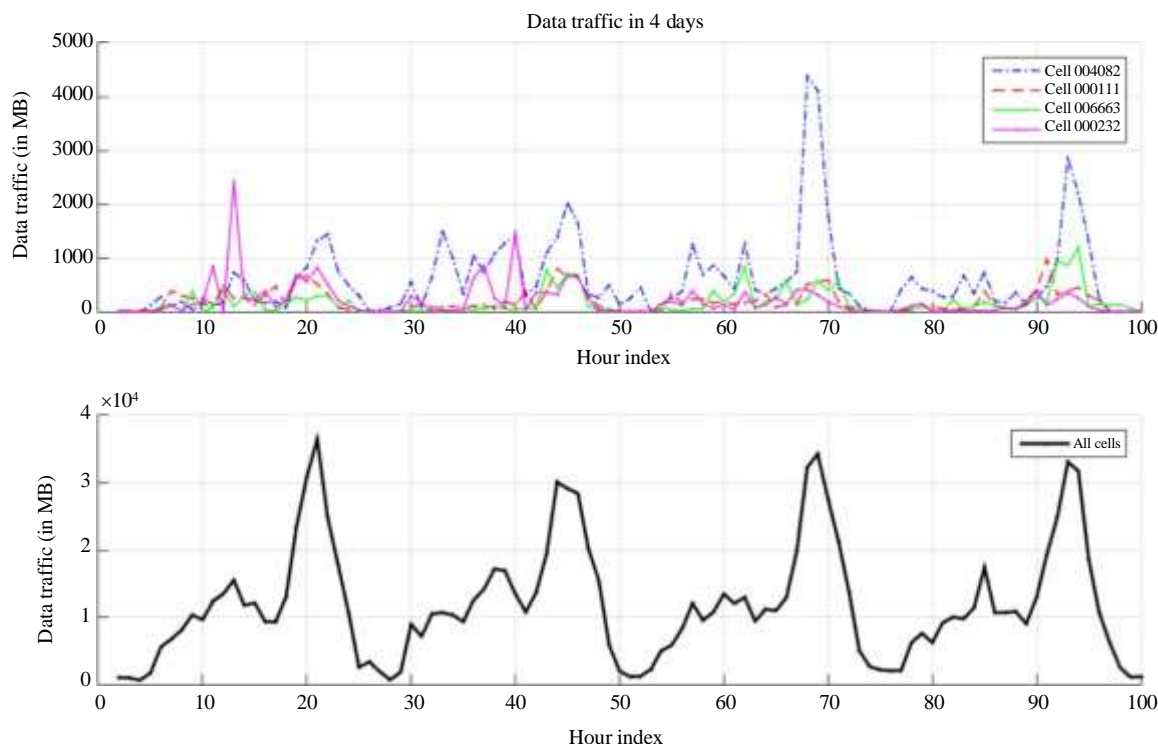 Data traffic in 4 days
5000
4000
3000
2000
1000
0
Data traffic (in MB)
Cell 004082
Cell 000111
Cell 006663
Cell 000232
0 10 20 30 40 50 60 70 80 90 100
Hour index
×10⁴
4
3
2
1
0
Data traffic (in MB)
All cells
0 10 20 30 40 50 60 70 80 90 100
Hour index